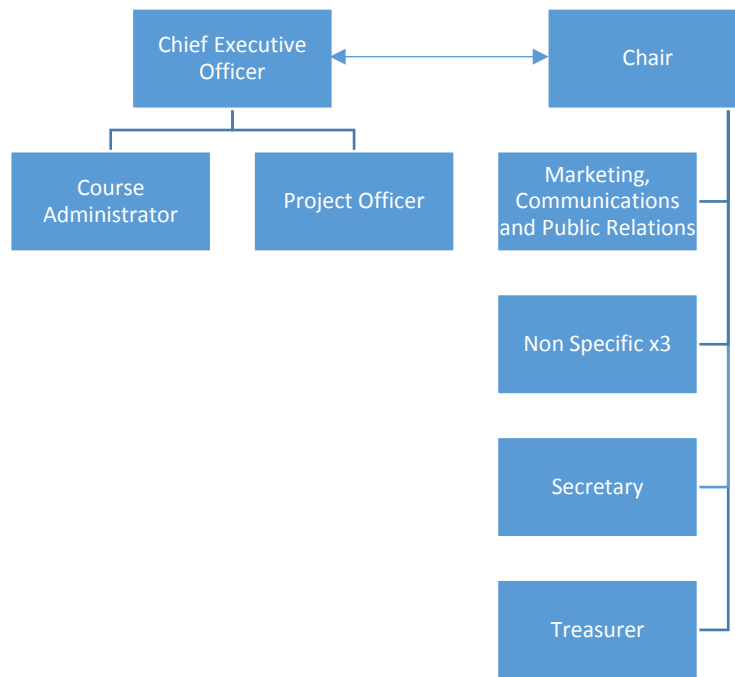 Chief Executive
Officer
Chair
Course
Administrator
Project Officer
Marketing,
Communications
and Public Relations
Non Specific x3
Secretary
Treasurer